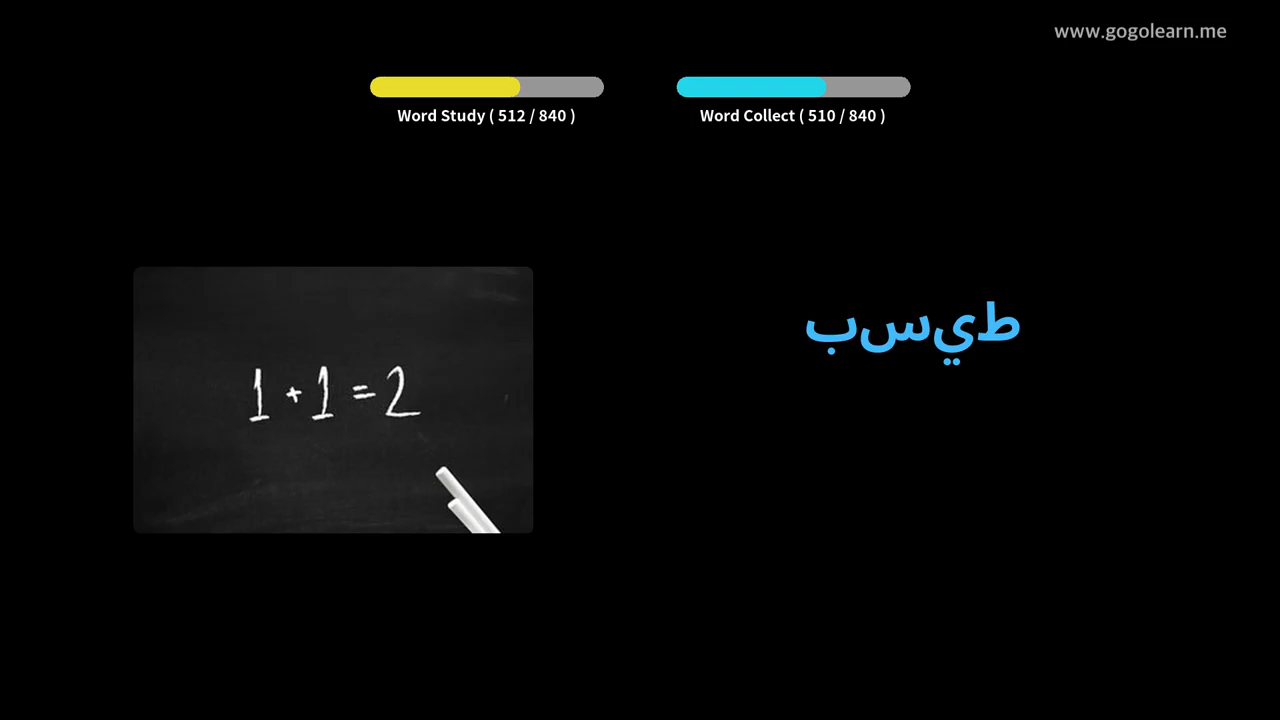 www.gogolearn.me
Word Study ( 512 / 840 )
Word Collect ( 510 / 840 )
بسيط
1 + 1 = 2